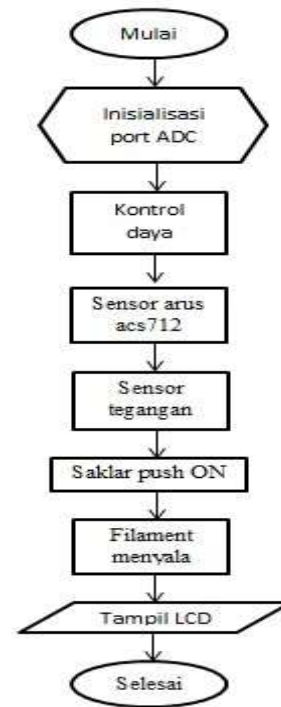 Mulai
Inisialisasi
port ADC
Kontrol
daya
Sensor arus
acs712
Sensor
tegangan
Saklar push ON
Filament
menyala
Tampil LCD
Selesai